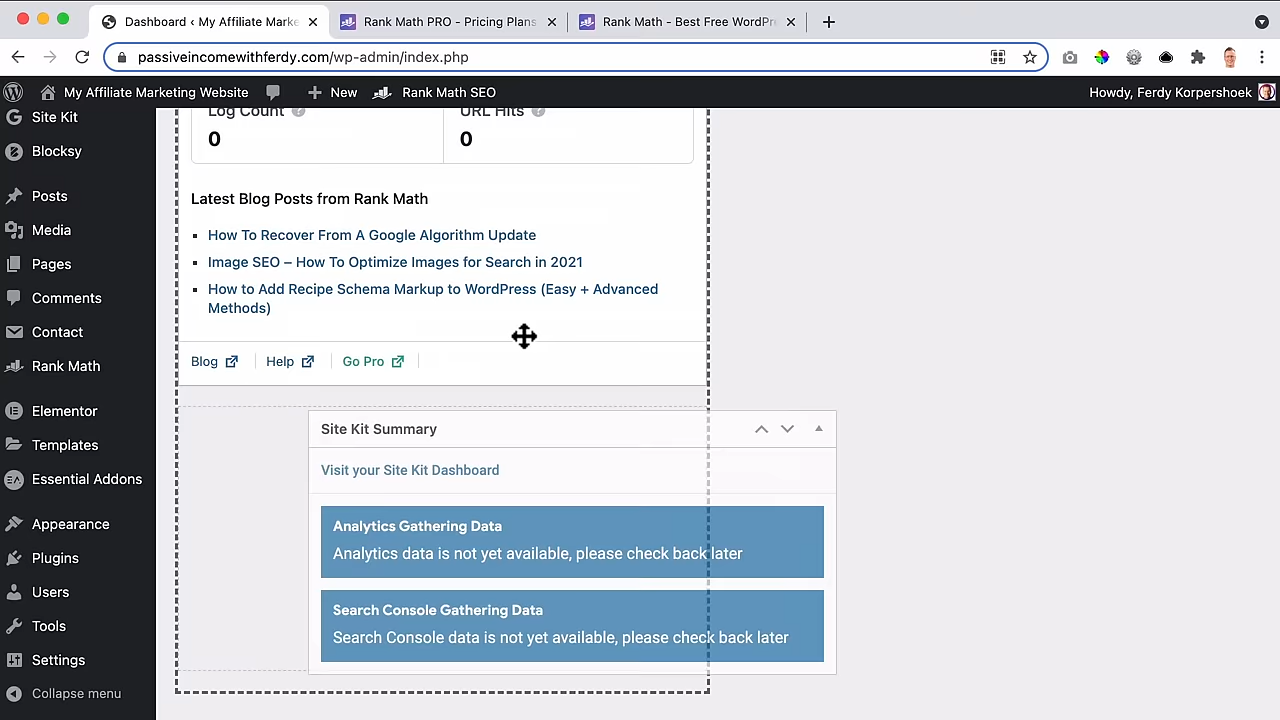 Dashboard ‹ My Affiliate Marke
Rank Math PRO - Pricing Plans
Rank Math - Best Free WordPr
passiveincomewithferdy.com/wp-admin/index.php
My Affiliate Marketing Website
New
Rank Math SEO
Howdy, Ferdy Korpershoek
Site Kit
Blocksy
Posts
Media
Pages
Comments
Contact
Rank Math
Elementor
Templates
Essential Addons
Appearance
Plugins
Users
Tools
Settings
Collapse menu
Log Count
URL Hits
0
0
Latest Blog Posts from Rank Math
How To Recover From A Google Algorithm Update
Image SEO – How To Optimize Images for Search in 2021
How to Add Recipe Schema Markup to WordPress (Easy + Advanced
Methods)
Blog
Help
Go Pro
Site Kit Summary
Visit your Site Kit Dashboard
Analytics Gathering Data
Analytics data is not yet available, please check back later
Search Console Gathering Data
Search Console data is not yet available, please check back later